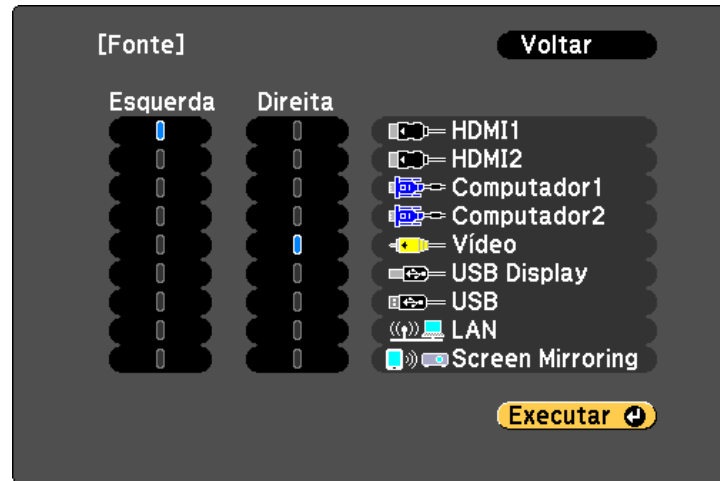 [Fonte] Voltar
Esquerda Direita
HDMI1
HDMI2
Computador1
Computador2
Vídeo
USB Display
USB
LAN
Screen Mirroring
Executar